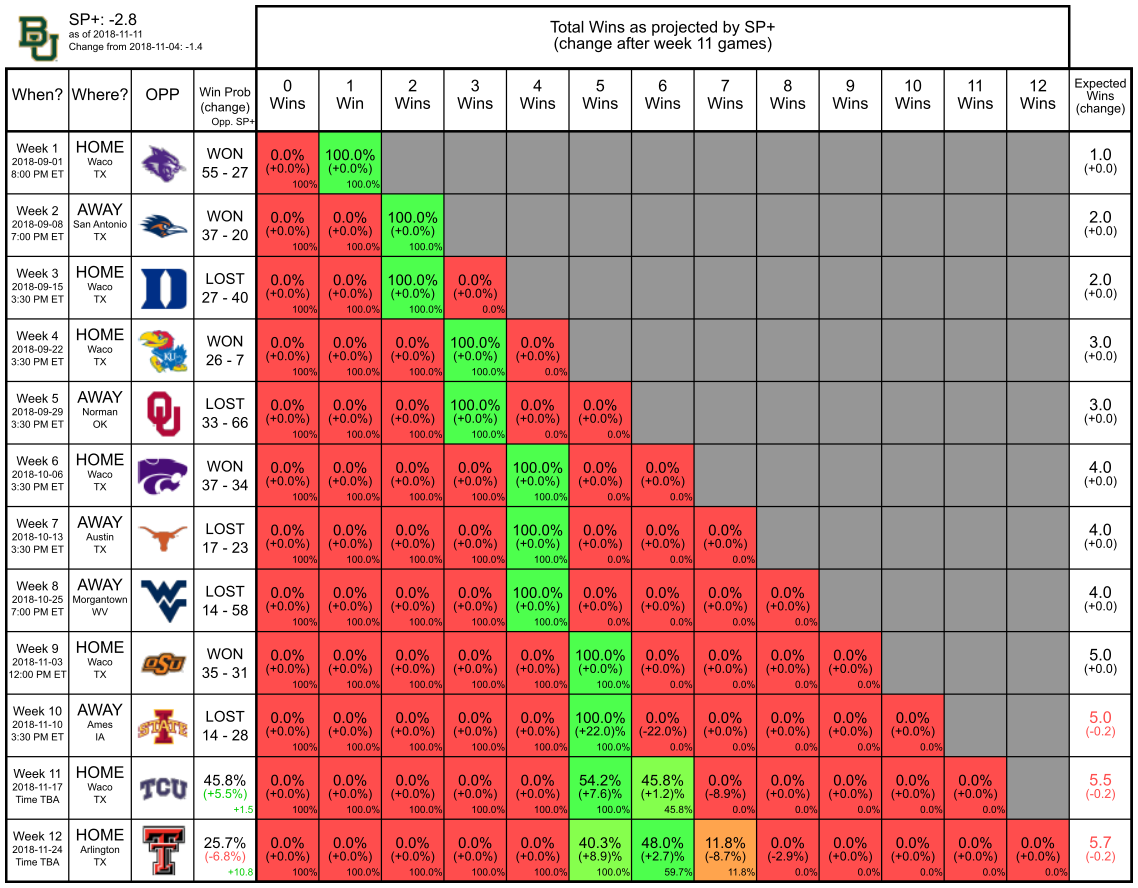 SP+: -2.8
as of 2018-11-11
Change from 2018-11-04: -1.4
Total Wins as projected by SP+
(change after week 11 games)
When? Where? OPP Win Prob (change) Opp. SP+ 0 Wins 1 Win 2 Wins 3 Wins 4 Wins 5 Wins 6 Wins 7 Wins 8 Wins 9 Wins 10 Wins 11 Wins 12 Wins Expected Wins (change)
Week 1 HOME WON 0.0% 100.0% 1.0
2018-09-01 Waco (+0.0%) (+0.0%) (+0.0)
8:00 PM ET TX 55 - 27 100% 100.0%
Week 2 AWAY WON 0.0% 0.0% 100.0% 2.0
2018-09-08 San Antonio (+0.0%) (+0.0%) (+0.0%) (+0.0)
7:00 PM ET TX 37 - 20 100% 100.0% 100.0%
Week 3 HOME D LOST 0.0% 0.0% 100.0% 0.0% 2.0
2018-09-15 Waco (+0.0%) (+0.0%) (+0.0%) (+0.0%) (+0.0)
3:30 PM ET TX 27 - 40 100% 100.0% 100.0% 0.0%
Week 4 HOME KU WON 0.0% 0.0% 0.0% 100.0% 0.0% 3.0
2018-09-22 Waco (+0.0%) (+0.0%) (+0.0%) (+0.0%) (+0.0%) (+0.0)
3:30 PM ET TX 26 - 7 100% 100.0% 100.0% 100.0% 0.0%
Week 5 AWAY OU LOST 0.0% 0.0% 0.0% 100.0% 0.0% 0.0% 3.0
2018-09-29 Norman (+0.0%) (+0.0%) (+0.0%) (+0.0%) (+0.0%) (+0.0%) (+0.0)
3:30 PM ET OK 33 - 66 100% 100.0% 100.0% 100.0% 0.0% 0.0%
Week 6 HOME WON 0.0% 0.0% 0.0% 0.0% 100.0% 0.0% 0.0% 4.0
2018-10-06 Waco (+0.0%) (+0.0%) (+0.0%) (+0.0%) (+0.0%) (+0.0%) (+0.0%) (+0.0)
3:30 PM ET TX 37 - 34 100% 100.0% 100.0% 100.0% 100.0% 0.0% 0.0%
Week 7 AWAY LOST 0.0% 0.0% 0.0% 0.0% 100.0% 0.0% 0.0% 0.0% 4.0
2018-10-13 Austin (+0.0%) (+0.0%) (+0.0%) (+0.0%) (+0.0%) (+0.0%) (+0.0%) (+0.0%) (+0.0)
3:30 PM ET TX 17 - 23 100% 100.0% 100.0% 100.0% 100.0% 0.0% 0.0% 0.0%
Week 8 AWAY WV LOST 0.0% 0.0% 0.0% 0.0% 100.0% 0.0% 0.0% 0.0% 0.0% 4.0
2018-10-25 Morgantown (+0.0%) (+0.0%) (+0.0%) (+0.0%) (+0.0%) (+0.0%) (+0.0%) (+0.0%) (+0.0%) (+0.0)
7:00 PM ET WV 14 - 58 100% 100.0% 100.0% 100.0% 100.0% 0.0% 0.0% 0.0% 0.0%
Week 9 HOME OSU WON 0.0% 0.0% 0.0% 0.0% 0.0% 100.0% 0.0% 0.0% 0.0% 0.0% 5.0
2018-11-03 Waco (+0.0%) (+0.0%) (+0.0%) (+0.0%) (+0.0%) (+0.0%) (+0.0%) (+0.0%) (+0.0%) (+0.0%) (+0.0)
12:00 PM ET TX 35 - 31 100% 100.0% 100.0% 100.0% 100.0% 100.0% 0.0% 0.0% 0.0% 0.0%
Week 10 AWAY I STATE LOST 0.0% 0.0% 0.0% 0.0% 0.0% 100.0% 0.0% 0.0% 0.0% 0.0% 0.0% 5.0
2018-11-10 Ames (+0.0%) (+0.0%) (+0.0%) (+0.0%) (+0.0%) (+22.0)% (-22.0%) (+0.0%) (+0.0%) (+0.0%) (+0.0%) (-0.2)
3:30 PM ET IA 14 - 28 100% 100.0% 100.0% 100.0% 100.0% 100.0% 0.0% 0.0% 0.0% 0.0% 0.0%
Week 11 HOME TCU 45.8% 0.0% 0.0% 0.0% 0.0% 0.0% 54.2% 45.8% 0.0% 0.0% 0.0% 0.0% 0.0% 5.5
2018-11-17 Waco (+5.5%) (+0.0%) (+0.0%) (+0.0%) (+0.0%) (+0.0%) (+7.6)% (+1.2)% (-8.9%) (+0.0%) (+0.0%) (+0.0%) (+0.0%) (-0.2)
Time TBA TX +1.5 100% 100.0% 100.0% 100.0% 100.0% 100.0% 45.8% 0.0% 0.0% 0.0% 0.0% 0.0%
Week 12 HOME T 25.7% 0.0% 0.0% 0.0% 0.0% 0.0% 40.3% 48.0% 11.8% 0.0% 0.0% 0.0% 0.0% 0.0% 5.7
2018-11-24 Arlington (-6.8%) (+0.0%) (+0.0%) (+0.0%) (+0.0%) (+0.0%) (+8.9)% (+2.7)% (-8.7%) (-2.9%) (+0.0%) (+0.0%) (+0.0%) (+0.0%) (-0.2)
Time TBA TX +10.8 100% 100.0% 100.0% 100.0% 100.0% 100.0% 59.7% 11.8% 0.0% 0.0% 0.0% 0.0% 0.0%